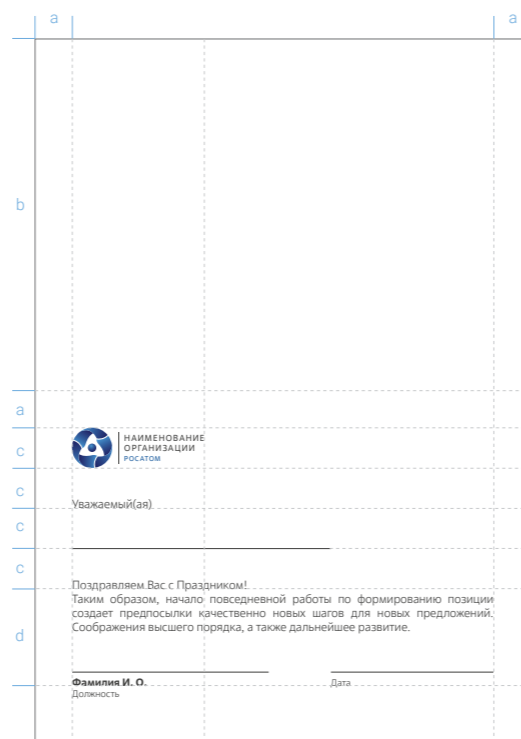 a
a
b
a
c
НАИМЕНОВАНИЕ
ОРГАНИЗАЦИИ
РОСАТОМ
c
Уважаемый(ая)
c
c
Поздравляем Вас с Праздником!
Таким образом, начало повседневной работы по формированию позиции
создает предпосылки качественно новых шагов для новых предложений.
Соображения высшего порядка, а также дальнейшее развитие.
d
Фамилия И. О.
Дата
Должность